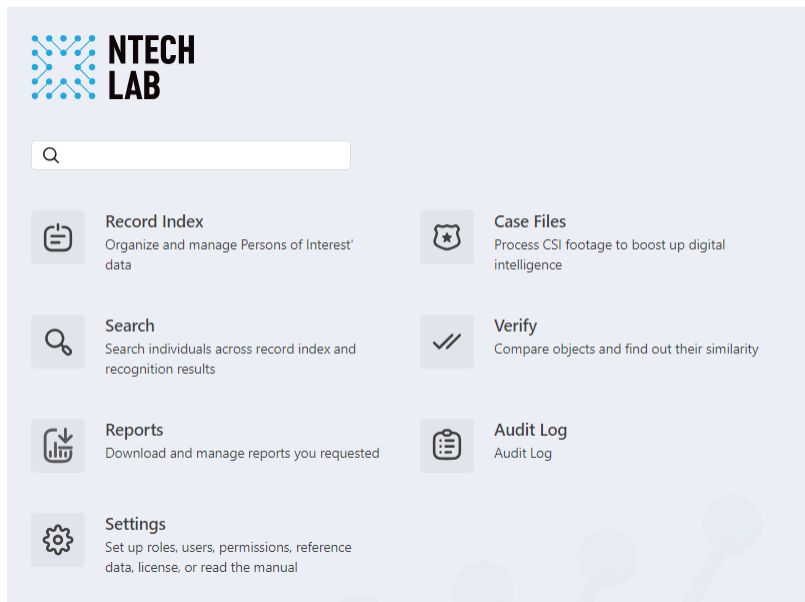 NTECH
LAB
Record Index
Organize and manage Persons of Interest'
data
Case Files
Process CSI footage to boost up digital
intelligence
Search
Search individuals across record index and
recognition results
Verify
Compare objects and find out their similarity
Reports
Download and manage reports you requested
Audit Log
Audit Log
Settings
Set up roles, users, permissions, reference
data, license, or read the manual